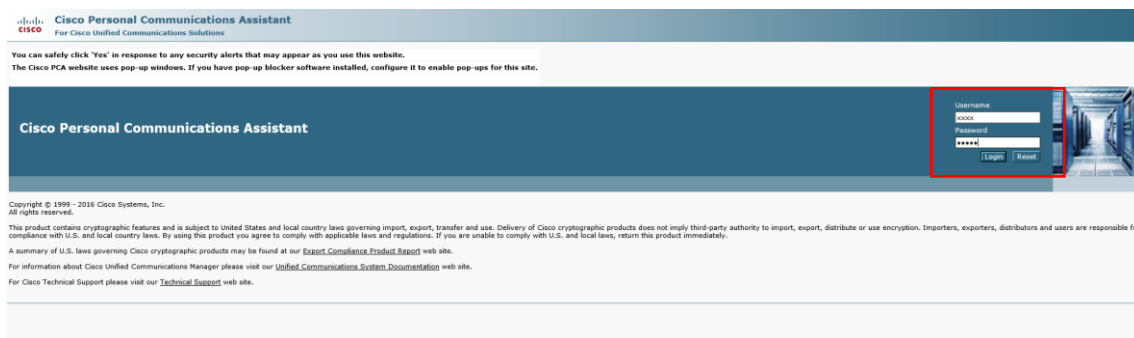 cisco
Cisco Personal Communications Assistant
For Cisco Unified Communications Solutions
You can safely click 'Yes' in response to any security alerts that may appear as you use this website.
The Cisco PCA website uses pop-up windows. If you have pop-up blocker software installed, configure it to enable pop-ups for this site.
Cisco Personal Communications Assistant
Username
xxxx
Password
•••••
Login Reset
Copyright © 1999 - 2016 Cisco Systems, Inc.
All rights reserved.
This product contains cryptographic features and is subject to United States and local country laws governing import, export, transfer and use. Delivery of Cisco cryptographic products does not imply third-party authority to import, export, distribute or use encryption. Importers, exporters, distributors and users are responsible
compliance with U.S. and local country laws. By using this product you agree to comply with applicable laws and regulations. If you are unable to comply with U.S. and local laws, return this product immediately.
A summary of U.S. laws governing Cisco cryptographic products may be found at our Export Compliance Product Report web site.
For information about Cisco Unified Communications Manager please visit our Unified Communications System Documentation web site.
For Cisco Technical Support please visit our Technical Support web site.